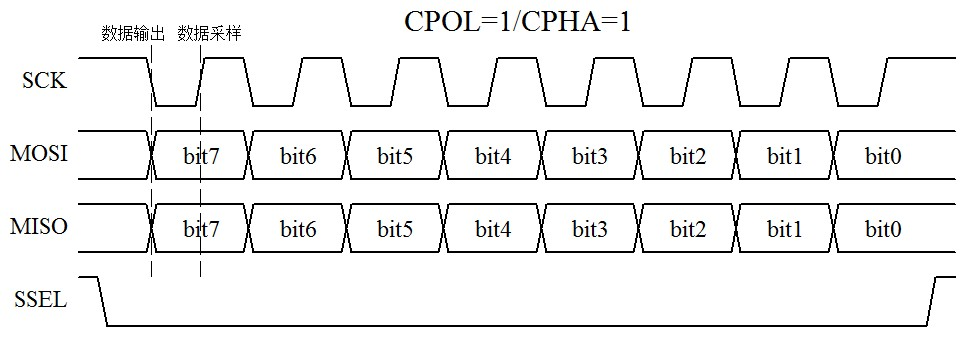 CPOL=1/CPHA=1
数据输出 数据采样
SCK
MOSI bit7 bit6 bit5 bit4 bit3 bit2 bit1 bit0
MISO bit7 bit6 bit5 bit4 bit3 bit2 bit1 bit0
SSEL